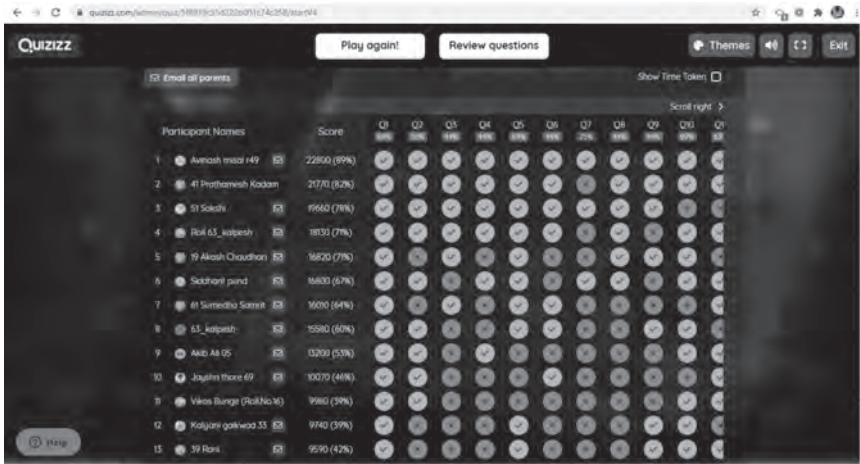 QUIZIZZ
Play again!
Review questions
Themes
Exit
Email all parents
Show Time Taken
Scroll right >
Participant Names Score Q1 Q2 Q3 Q4 Q5 Q6 Q7 Q8 Q9 Q10
1 Avinash misal r49 22800 (89%)
2 41 Prathamesh Kadam 21770 (82%)
3 51 Sakshi 19660 (78%)
4 Roll 63_kalpesh 18130 (71%)
5 19 Akash Chaudhari 16820 (71%)
6 Siddhant pund 16800 (67%)
7 61 Sumedha Samrit 16010 (64%)
8 63_kalpesh 15580 (60%)
9 Akib Ali 05 13200 (53%)
10 Jayshri thore 69 10070 (46%)
11 Vikas Bunge (Roll.No.16) 9980 (39%)
12 Kalyani gaikwad 33 9740 (39%)
13 39 Rani 9590 (42%)
Help